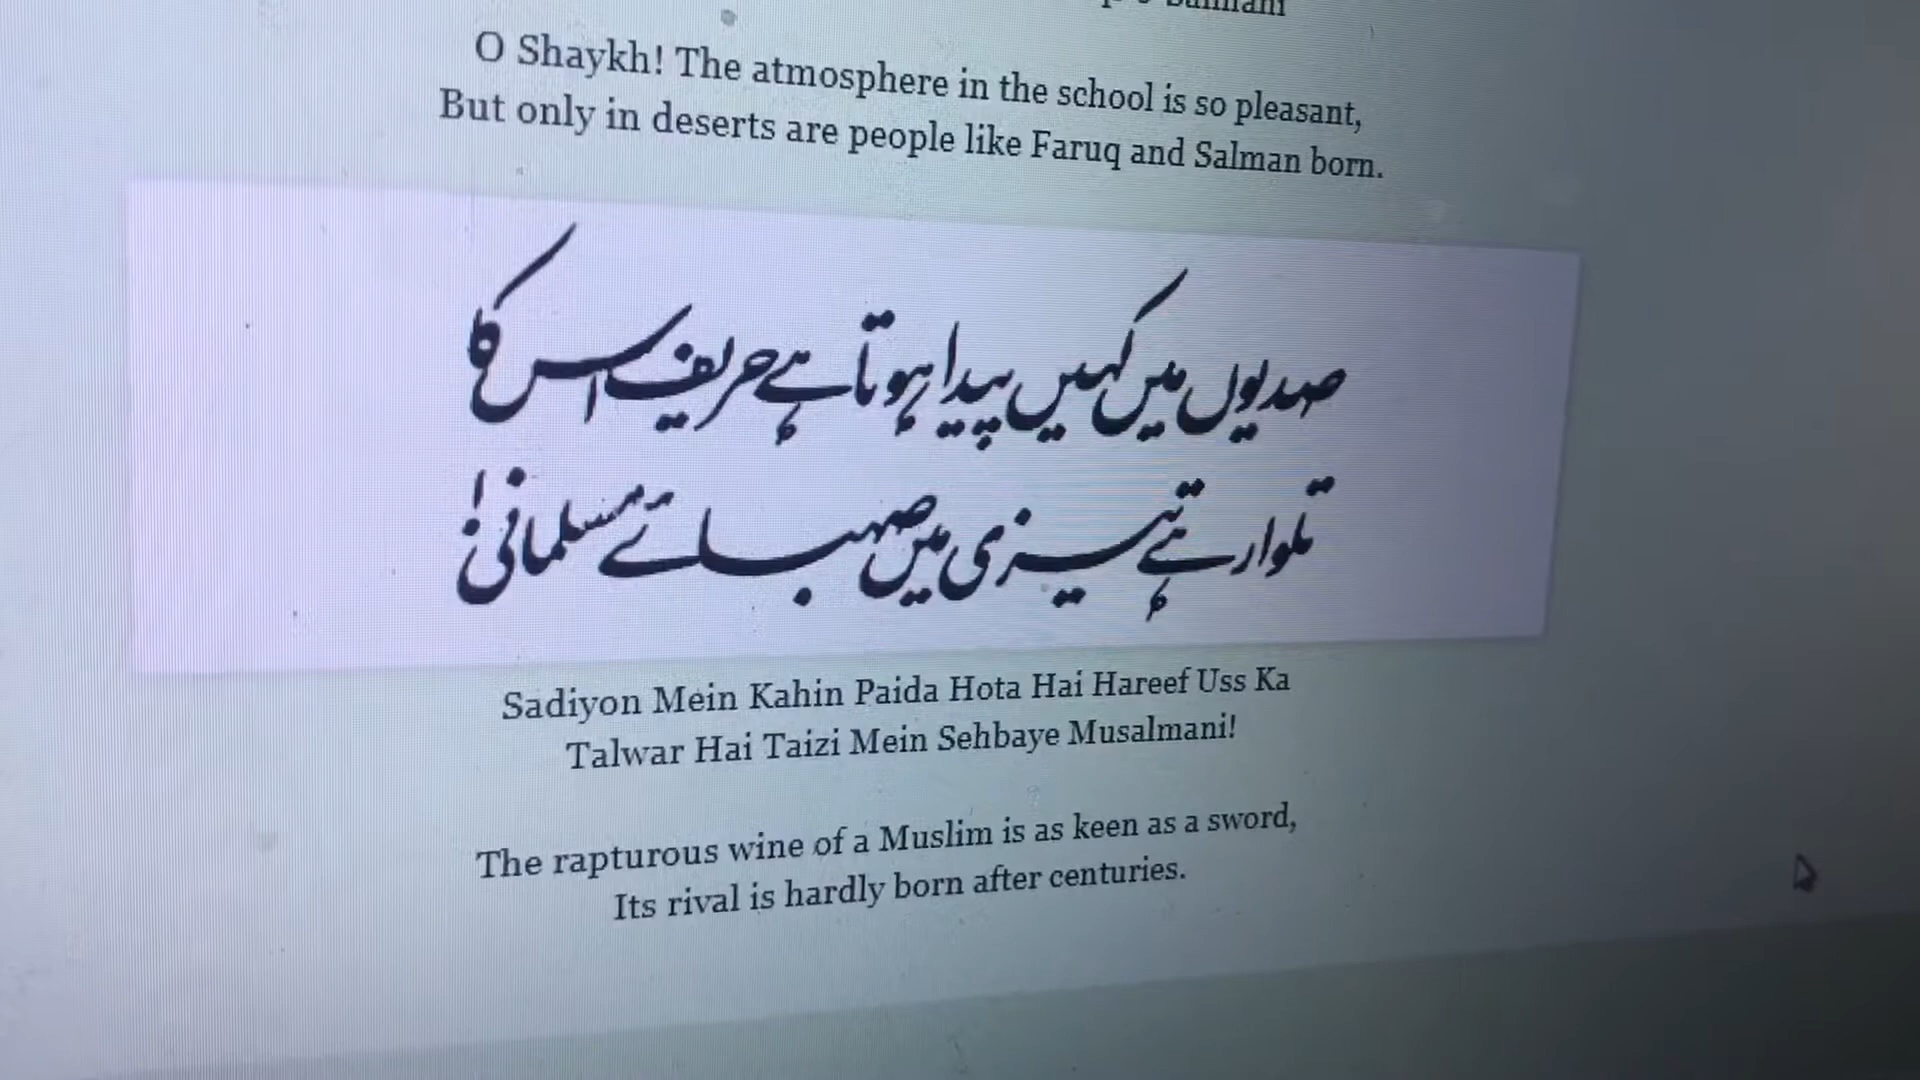 O Shaykh! The atmosphere in the school is so pleasant,
But only in deserts are people like Faruq and Salman born.
صدیوں میں کہیں پیدا ہوتا ہے حریف اس کا
تلوار ہے تیزی میں صہبائے مسلمانی!
Sadiyon Mein Kahin Paida Hota Hai Hareef Uss Ka
Talwar Hai Taizi Mein Sehbaye Musalmani!
The rapturous wine of a Muslim is as keen as a sword,
Its rival is hardly born after centuries.